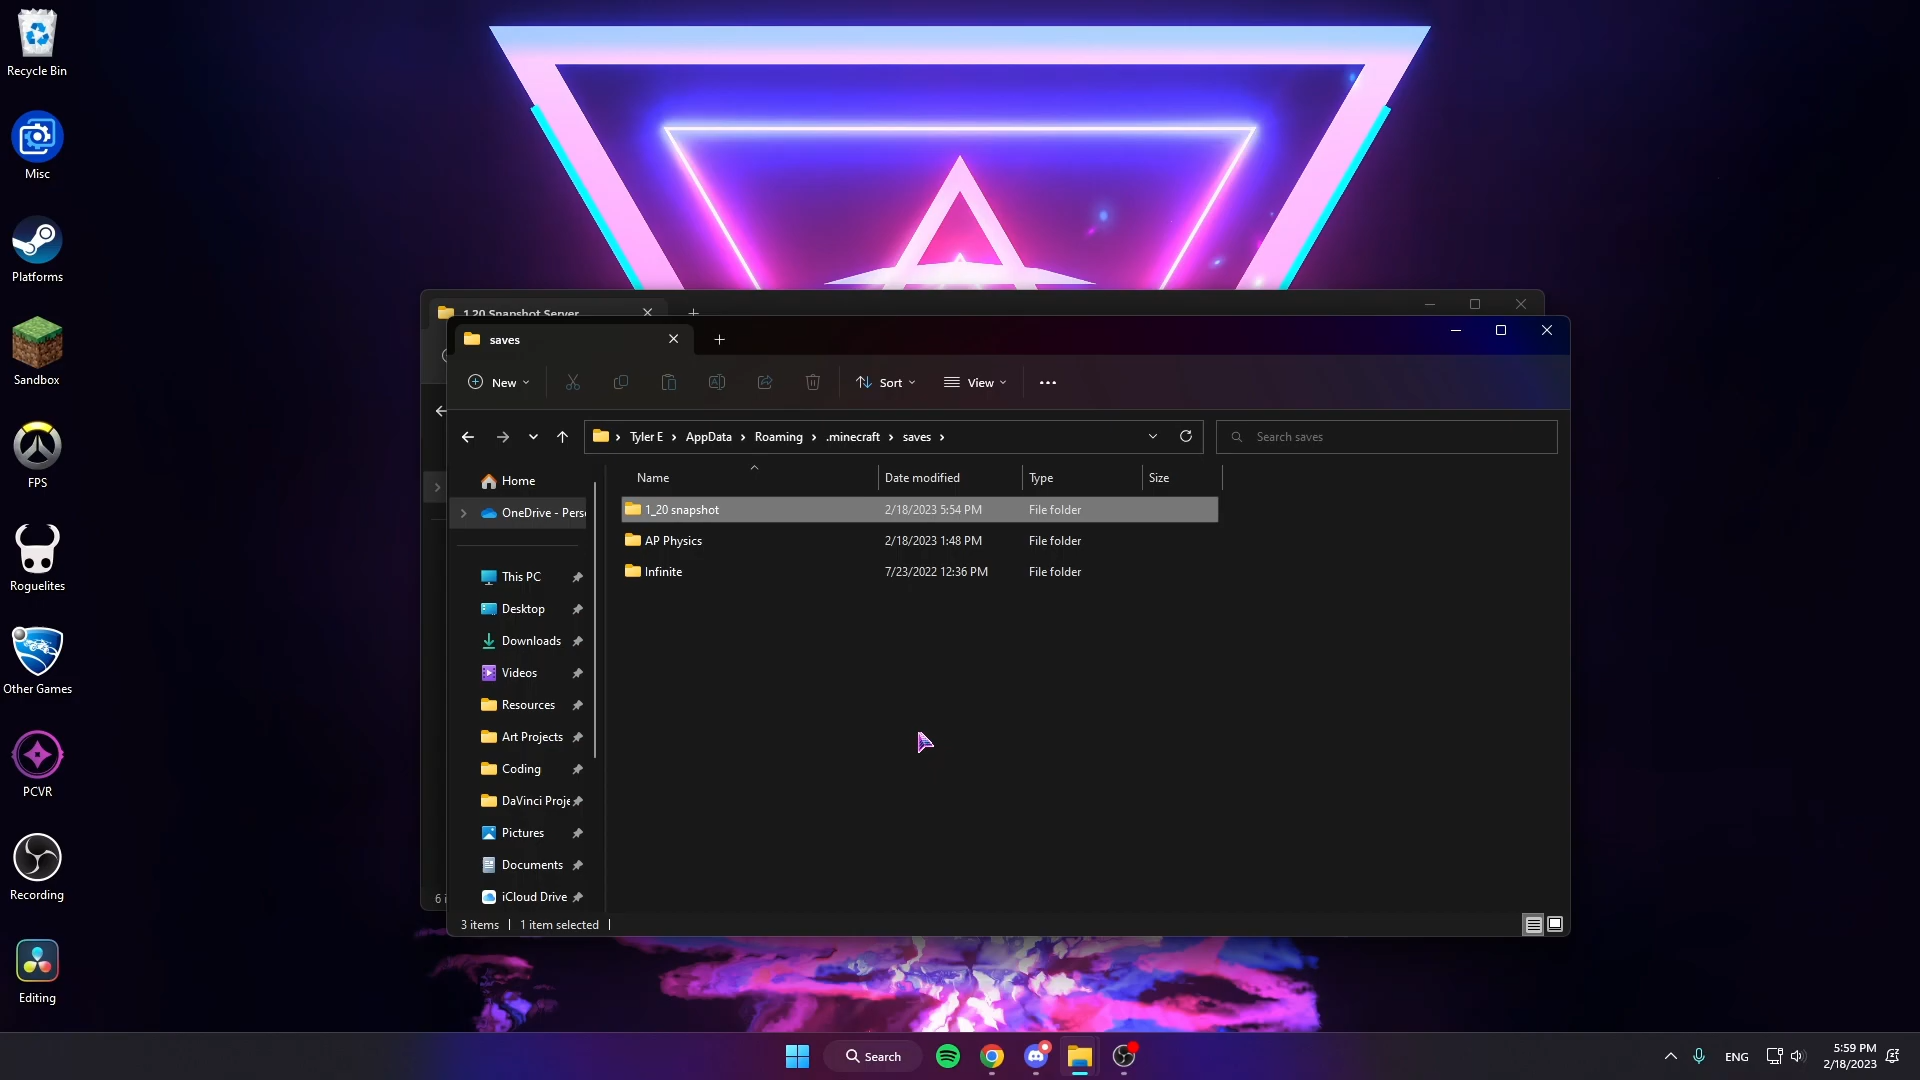 Recycle Bin
Misc
Platforms
Sandbox
FPS
Roguelites
Other Games
PCVR
Recording
Editing
1.20 Snapshot Server
saves
New
Sort
View
Tyler E > AppData > Roaming > .minecraft > saves >
Search saves
Home
OneDrive - Pers
This PC
Desktop
Downloads
Videos
Resources
Art Projects
Coding
DaVinci Proje
Pictures
Documents
iCloud Drive
Name Date modified Type Size
1_20 snapshot 2/18/2023 5:54 PM File folder
AP Physics 2/18/2023 1:48 PM File folder
Infinite 7/23/2022 12:36 PM File folder
6 i
3 items | 1 item selected |
Search
ENG
5:59 PM
2/18/2023